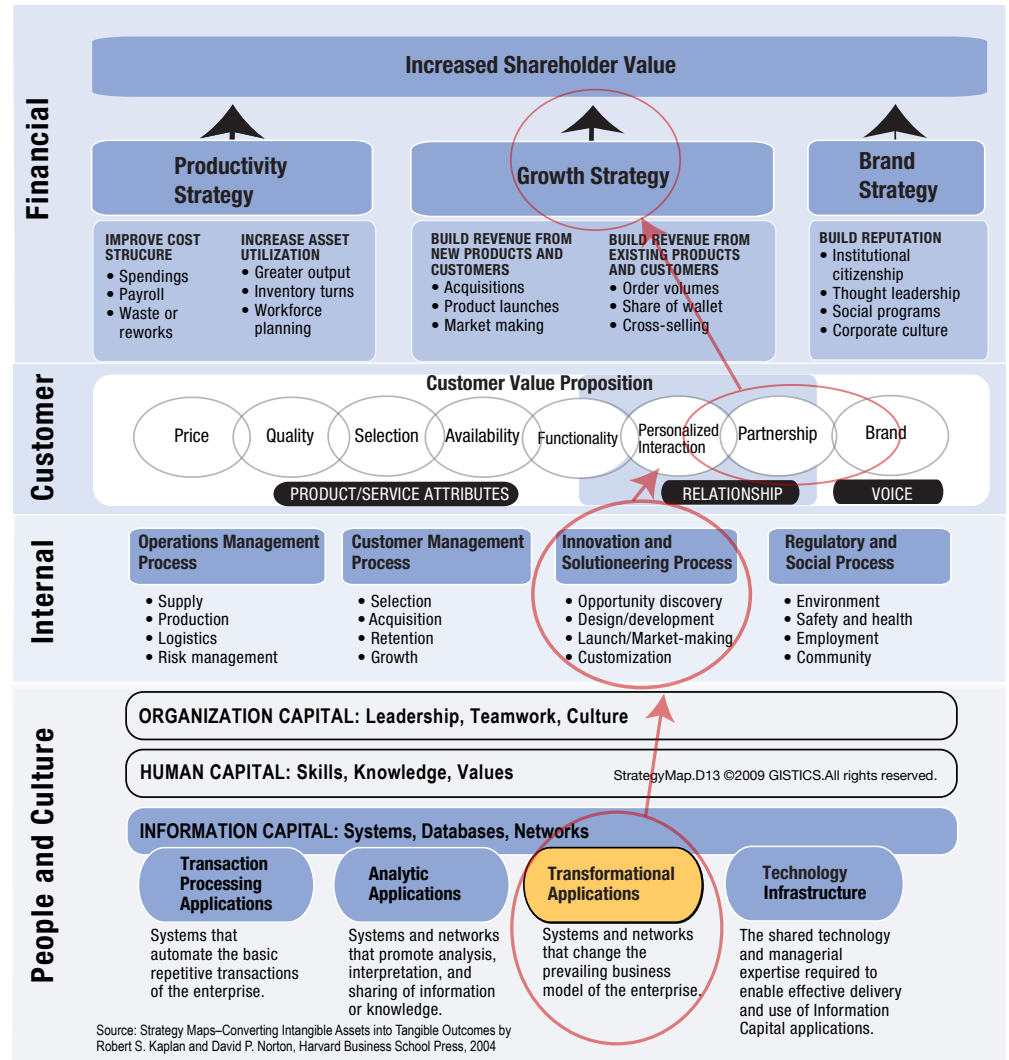 Financial
Increased Shareholder Value
Productivity
Strategy
Growth Strategy
Brand
Strategy
IMPROVE COST
STRUCURE
• Spendings
• Payroll
• Waste or
reworks
INCREASE ASSET
UTILIZATION
• Greater output
• Inventory turns
• Workforce
planning
BUILD REVENUE FROM
NEW PRODUCTS AND
CUSTOMERS
• Acquisitions
• Product launches
• Market making
BUILD REVENUE FROM
EXISTING PRODUCTS
AND CUSTOMERS
• Order volumes
• Share of wallet
• Cross-selling
BUILD REPUTATION
• Institutional
citizenship
• Thought leadership
• Social programs
• Corporate culture
Customer
Customer Value Proposition
Price
Quality
Selection
Availability
Functionality
Personalized
Interaction
Partnership
Brand
PRODUCT/SERVICE ATTRIBUTES
RELATIONSHIP
VOICE
Internal
Operations Management
Process
• Supply
• Production
• Logistics
• Risk management
Customer Management
Process
• Selection
• Acquisition
• Retention
• Growth
Innovation and
Solutioneering Process
• Opportunity discovery
• Design/development
• Launch/Market-making
• Customization
Regulatory and
Social Process
• Environment
• Safety and health
• Employment
• Community
People and Culture
ORGANIZATION CAPITAL: Leadership, Teamwork, Culture
HUMAN CAPITAL: Skills, Knowledge, Values
StrategyMap.D13 ©2009 GISTICS.All rights reserved.
INFORMATION CAPITAL: Systems, Databases, Networks
Transaction
Processing
Applications
Systems that
automate the basic
repetitive transactions
of the enterprise.
Analytic
Applications
Systems and networks
that promote analysis,
interpretation, and
sharing of information
or knowledge.
Transformational
Applications
Systems and networks
that change the
prevailing business
model of the enterprise.
Technology
Infrastructure
The shared technology
and managerial
expertise required to
enable effective delivery
and use of Information
Capital applications.
Source: Strategy Maps–Converting Intangible Assets into Tangible Outcomes by
Robert S. Kaplan and David P. Norton, Harvard Business School Press, 2004